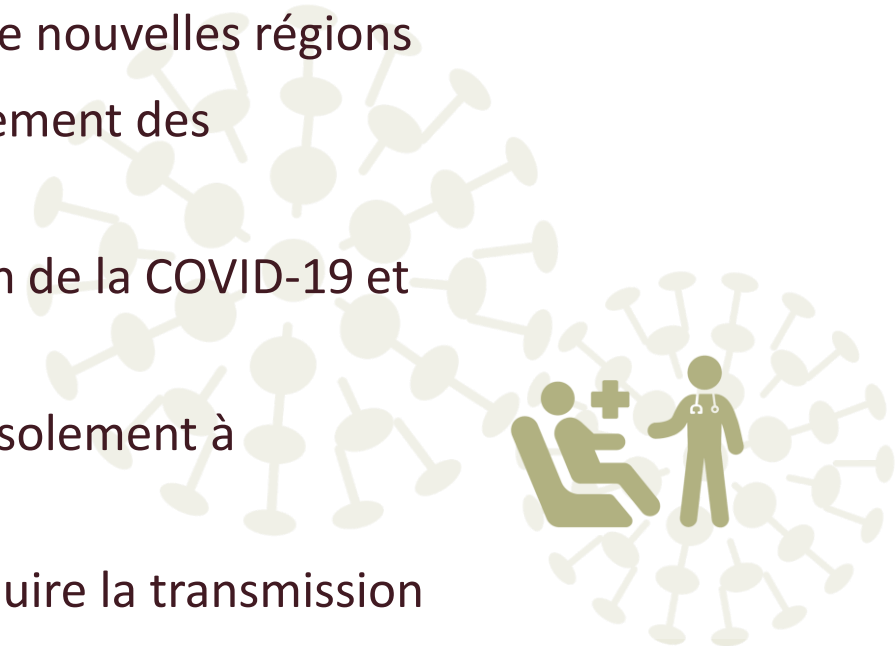 e nouvelles régions
ement des
n de la COVID-19 et
solement à
uire la transmission